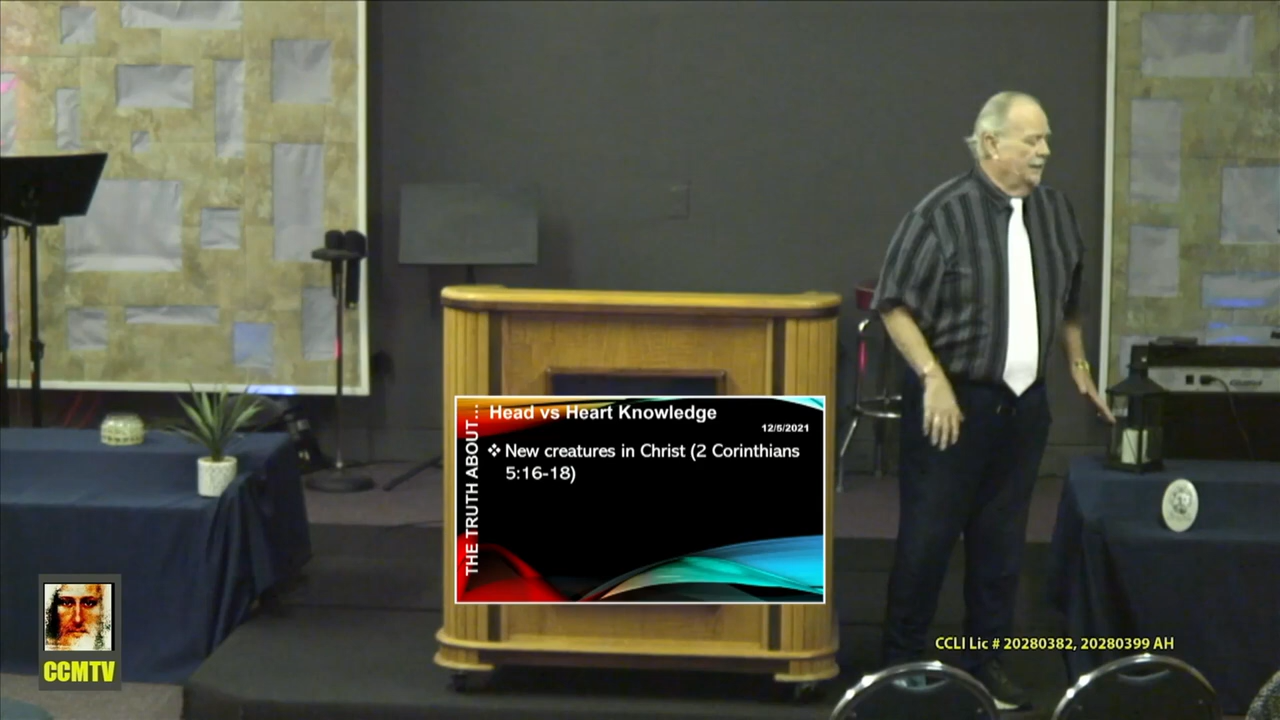 THE TRUTH ABOUT...
Head vs Heart Knowledge
12/5/2021
❖ New creatures in Christ (2 Corinthians
5:16-18)
CCMTV
CCLI Lic # 20280382, 20280399 AH